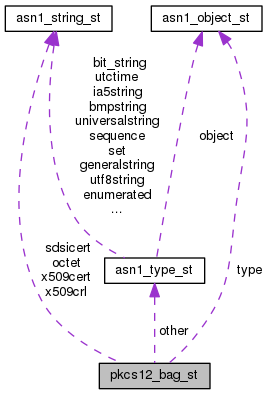 asn1_string_st
asn1_object_st
bit_string
utctime
ia5string
bmpstring
universalstring
sequence
set
generalstring
utf8string
enumerated
...
object
sdsicert
octet
x509cert
x509crl
asn1_type_st
type
other
pkcs12_bag_st